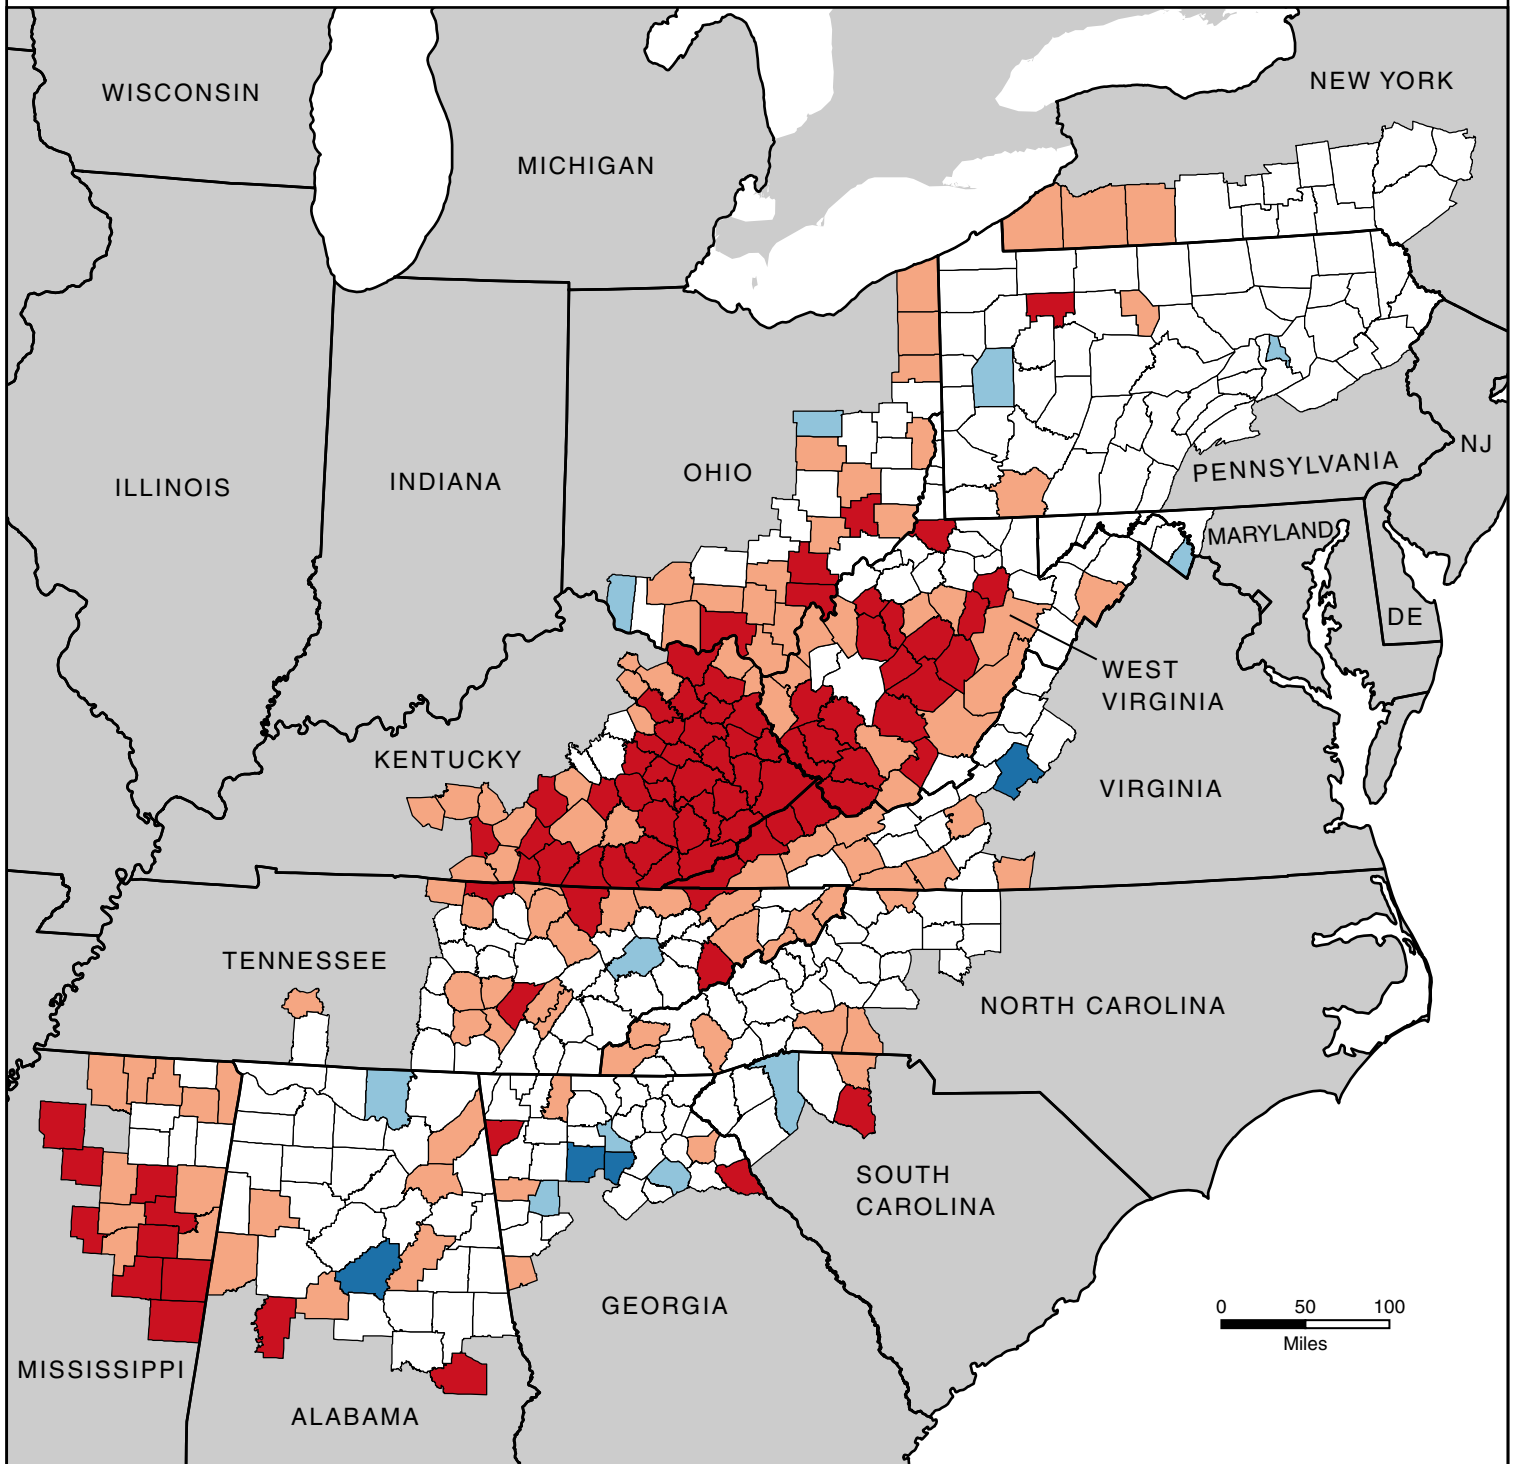 NEW YORK
WISCONSIN
MICHIGAN
NJ
PENNSYLVANIA
OHIO
INDIANA
ILLINOIS
MARYLAND
DE
WEST
VIRGINIA
KENTUCKY
VIRGINIA
TENNESSEE
NORTH CAROLINA
SOUTH
CAROLINA
GEORGIA
0 50 100
Miles
MISSISSIPPI
ALABAMA